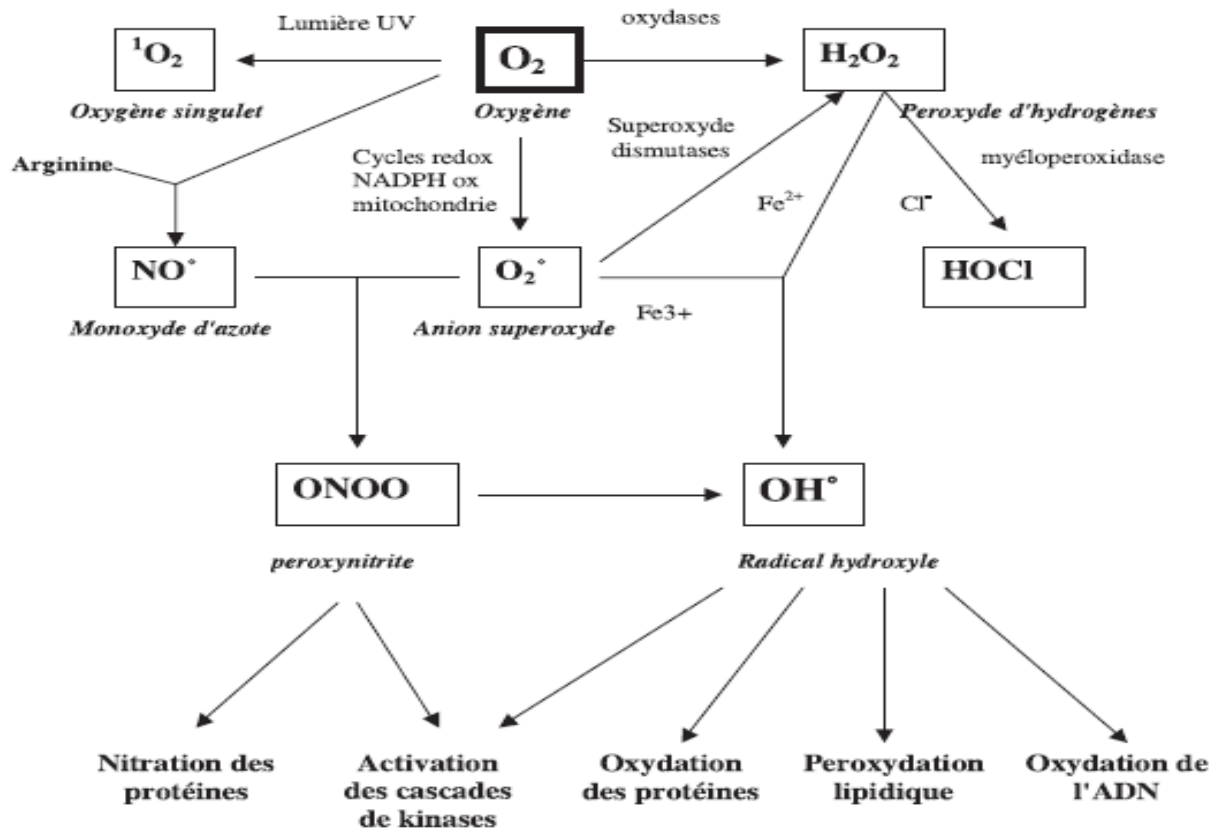 Lumière UV
oxydases
¹O₂
O₂
H₂O₂
Oxygène singulet
Oxygène
Peroxyde d'hydrogènes
Arginine
Cycles redox
NADPH ox
mitochondrie
Superoxyde
dismutases
myéloperoxidase
Fe²⁺
Cl⁻
NO°
O₂°
HOCl
Monoxyde d'azote
Anion superoxyde
Fe3+
ONOO
OH°
peroxynitrite
Radical hydroxyle
Nitration des
protéines
Activation
des cascades
de kinases
Oxydation
des protéines
Peroxydation
lipidique
Oxydation de
l'ADN